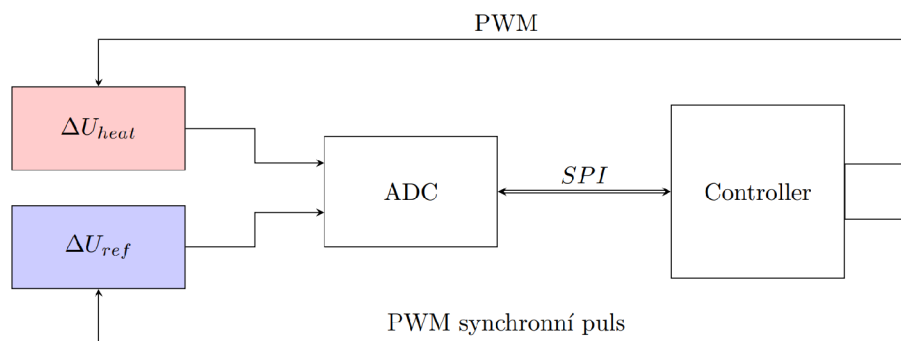 PWM
ΔU_heat
ADC
SPI
Controller
ΔU_ref
PWM synchronní puls